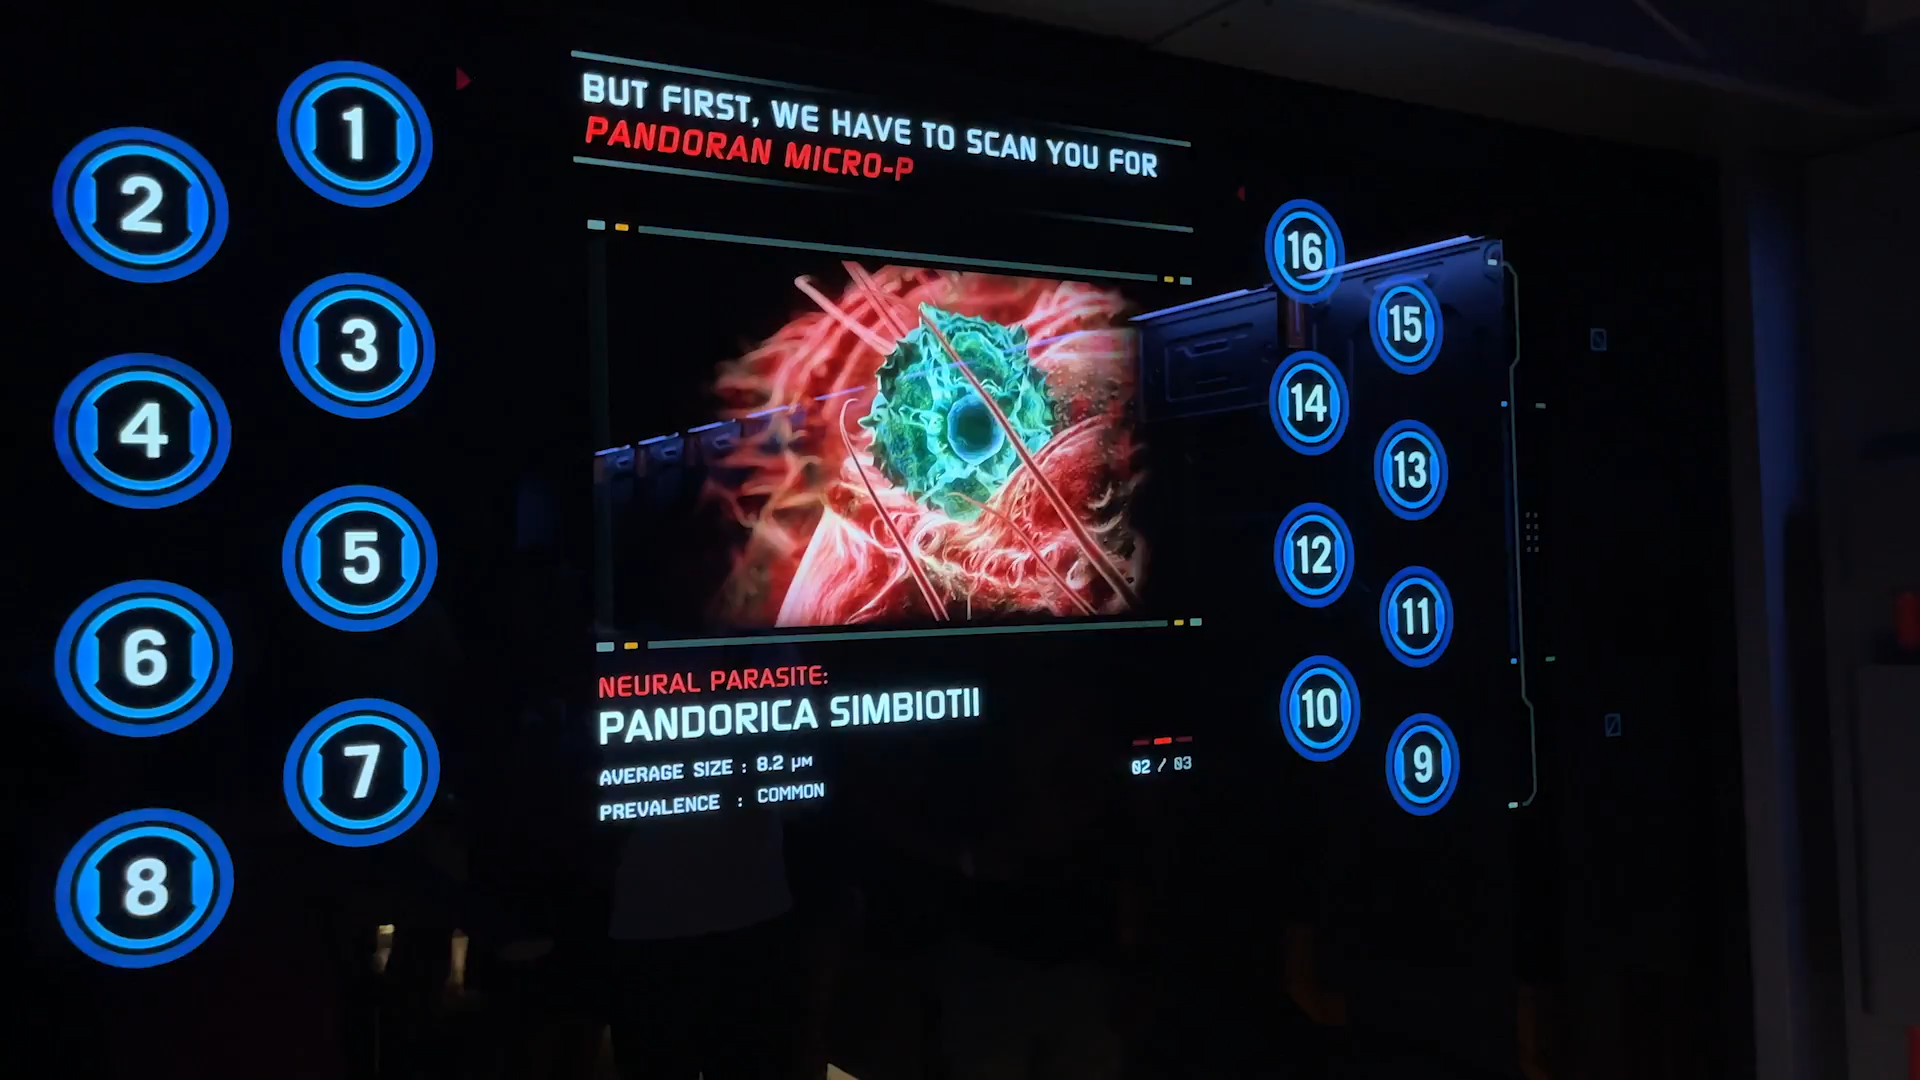 BUT FIRST, WE HAVE TO SCAN YOU FOR
PANDORAN MICRO-P
1
2
3
4
5
6
7
8
16
15
14
13
12
11
10
9
NEURAL PARASITE:
PANDORICA SIMBIOTII
AVERAGE SIZE : 8.2 µM
PREVALENCE : COMMON
02 / 03